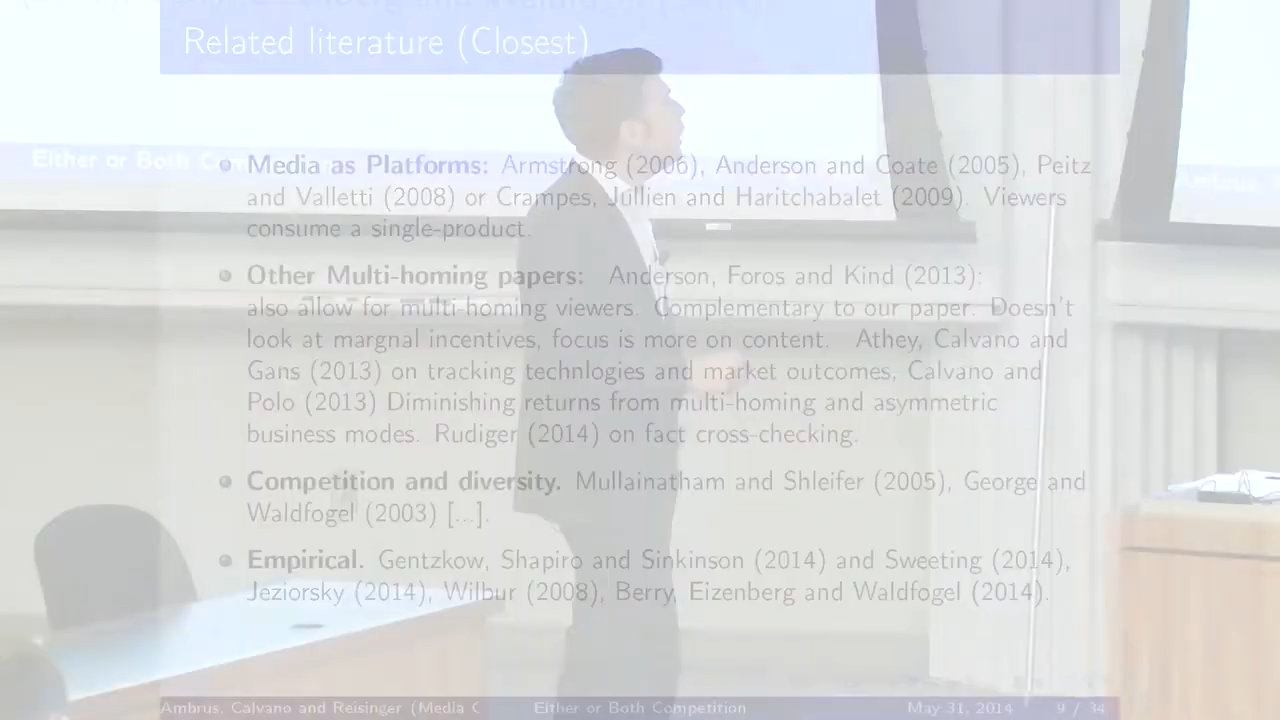 Related literature (Closest)
Either or Both Com
Media as Platforms: Armstrong (2006), Anderson and Coate (2005), Peitz
and Valletti (2008) or Crampes, Jullien and Haritchabalet (2009). Viewers
consume a single-product.
Other Multi-homing papers: Anderson, Foros and Kind (2013):
also allow for multi-homing viewers. Complementary to our paper. Doesn't
look at margnal incentives, focus is more on content. Athey, Calvano and
Gans (2013) on tracking technlogies and market outcomes, Calvano and
Polo (2013) Diminishing returns from multi-homing and asymmetric
business modes. Rudiger (2014) on fact cross-checking.
Competition and diversity. Mullainatham and Shleifer (2005), George and
Waldfogel (2003) [...].
Empirical. Gentzkow, Shapiro and Sinkinson (2014) and Sweeting (2014),
Jeziorsky (2014), Wilbur (2008), Berry, Eizenberg and Waldfogel (2014).
Ambrus, Calvano and Reisinger (Media C Either or Both Competition May 31, 2014 9 / 34